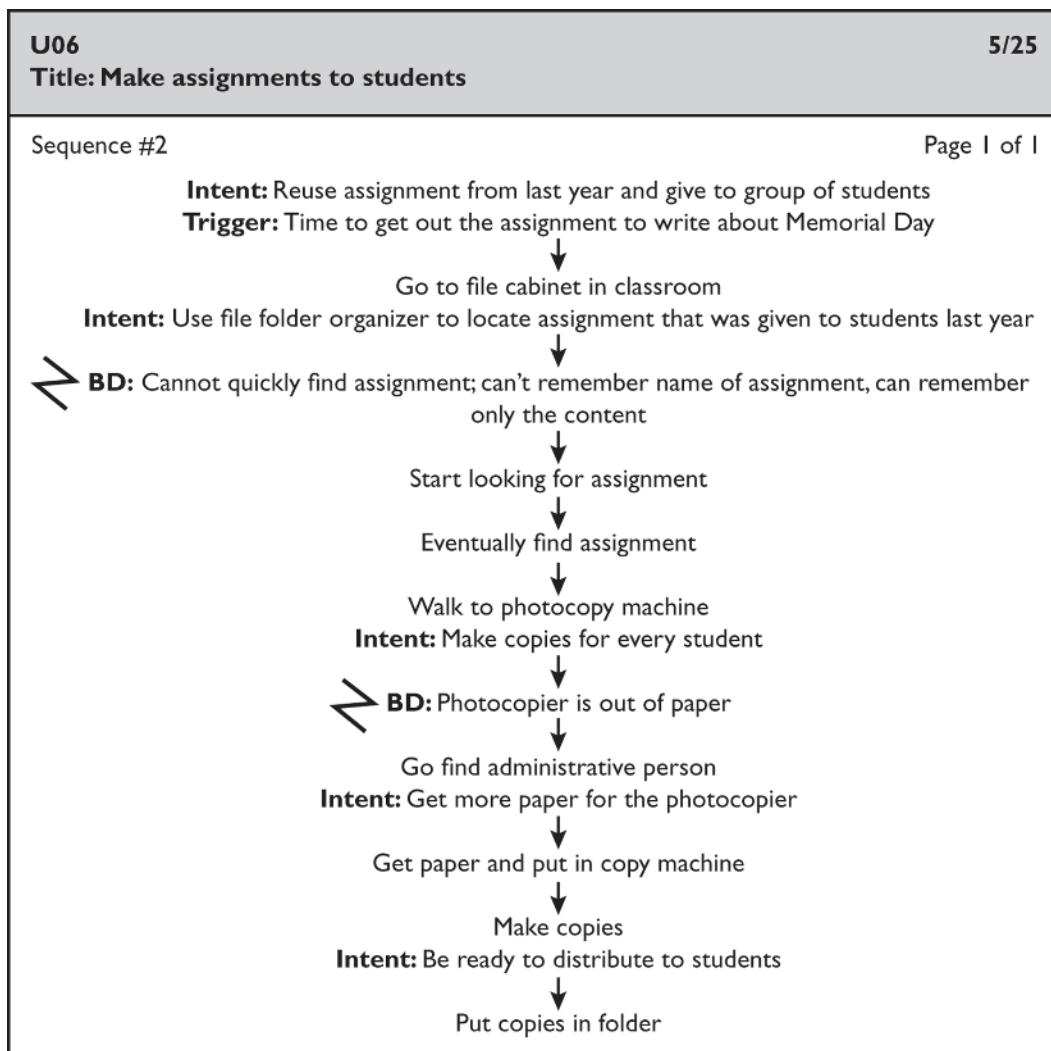 U06 5/25
Title: Make assignments to students
Sequence #2 Page 1 of 1
Intent: Reuse assignment from last year and give to group of students
Trigger: Time to get out the assignment to write about Memorial Day
Go to file cabinet in classroom
Intent: Use file folder organizer to locate assignment that was given to students last year
BD: Cannot quickly find assignment; can't remember name of assignment, can remember
only the content
Start looking for assignment
Eventually find assignment
Walk to photocopy machine
Intent: Make copies for every student
BD: Photocopier is out of paper
Go find administrative person
Intent: Get more paper for the photocopier
Get paper and put in copy machine
Make copies
Intent: Be ready to distribute to students
Put copies in folder